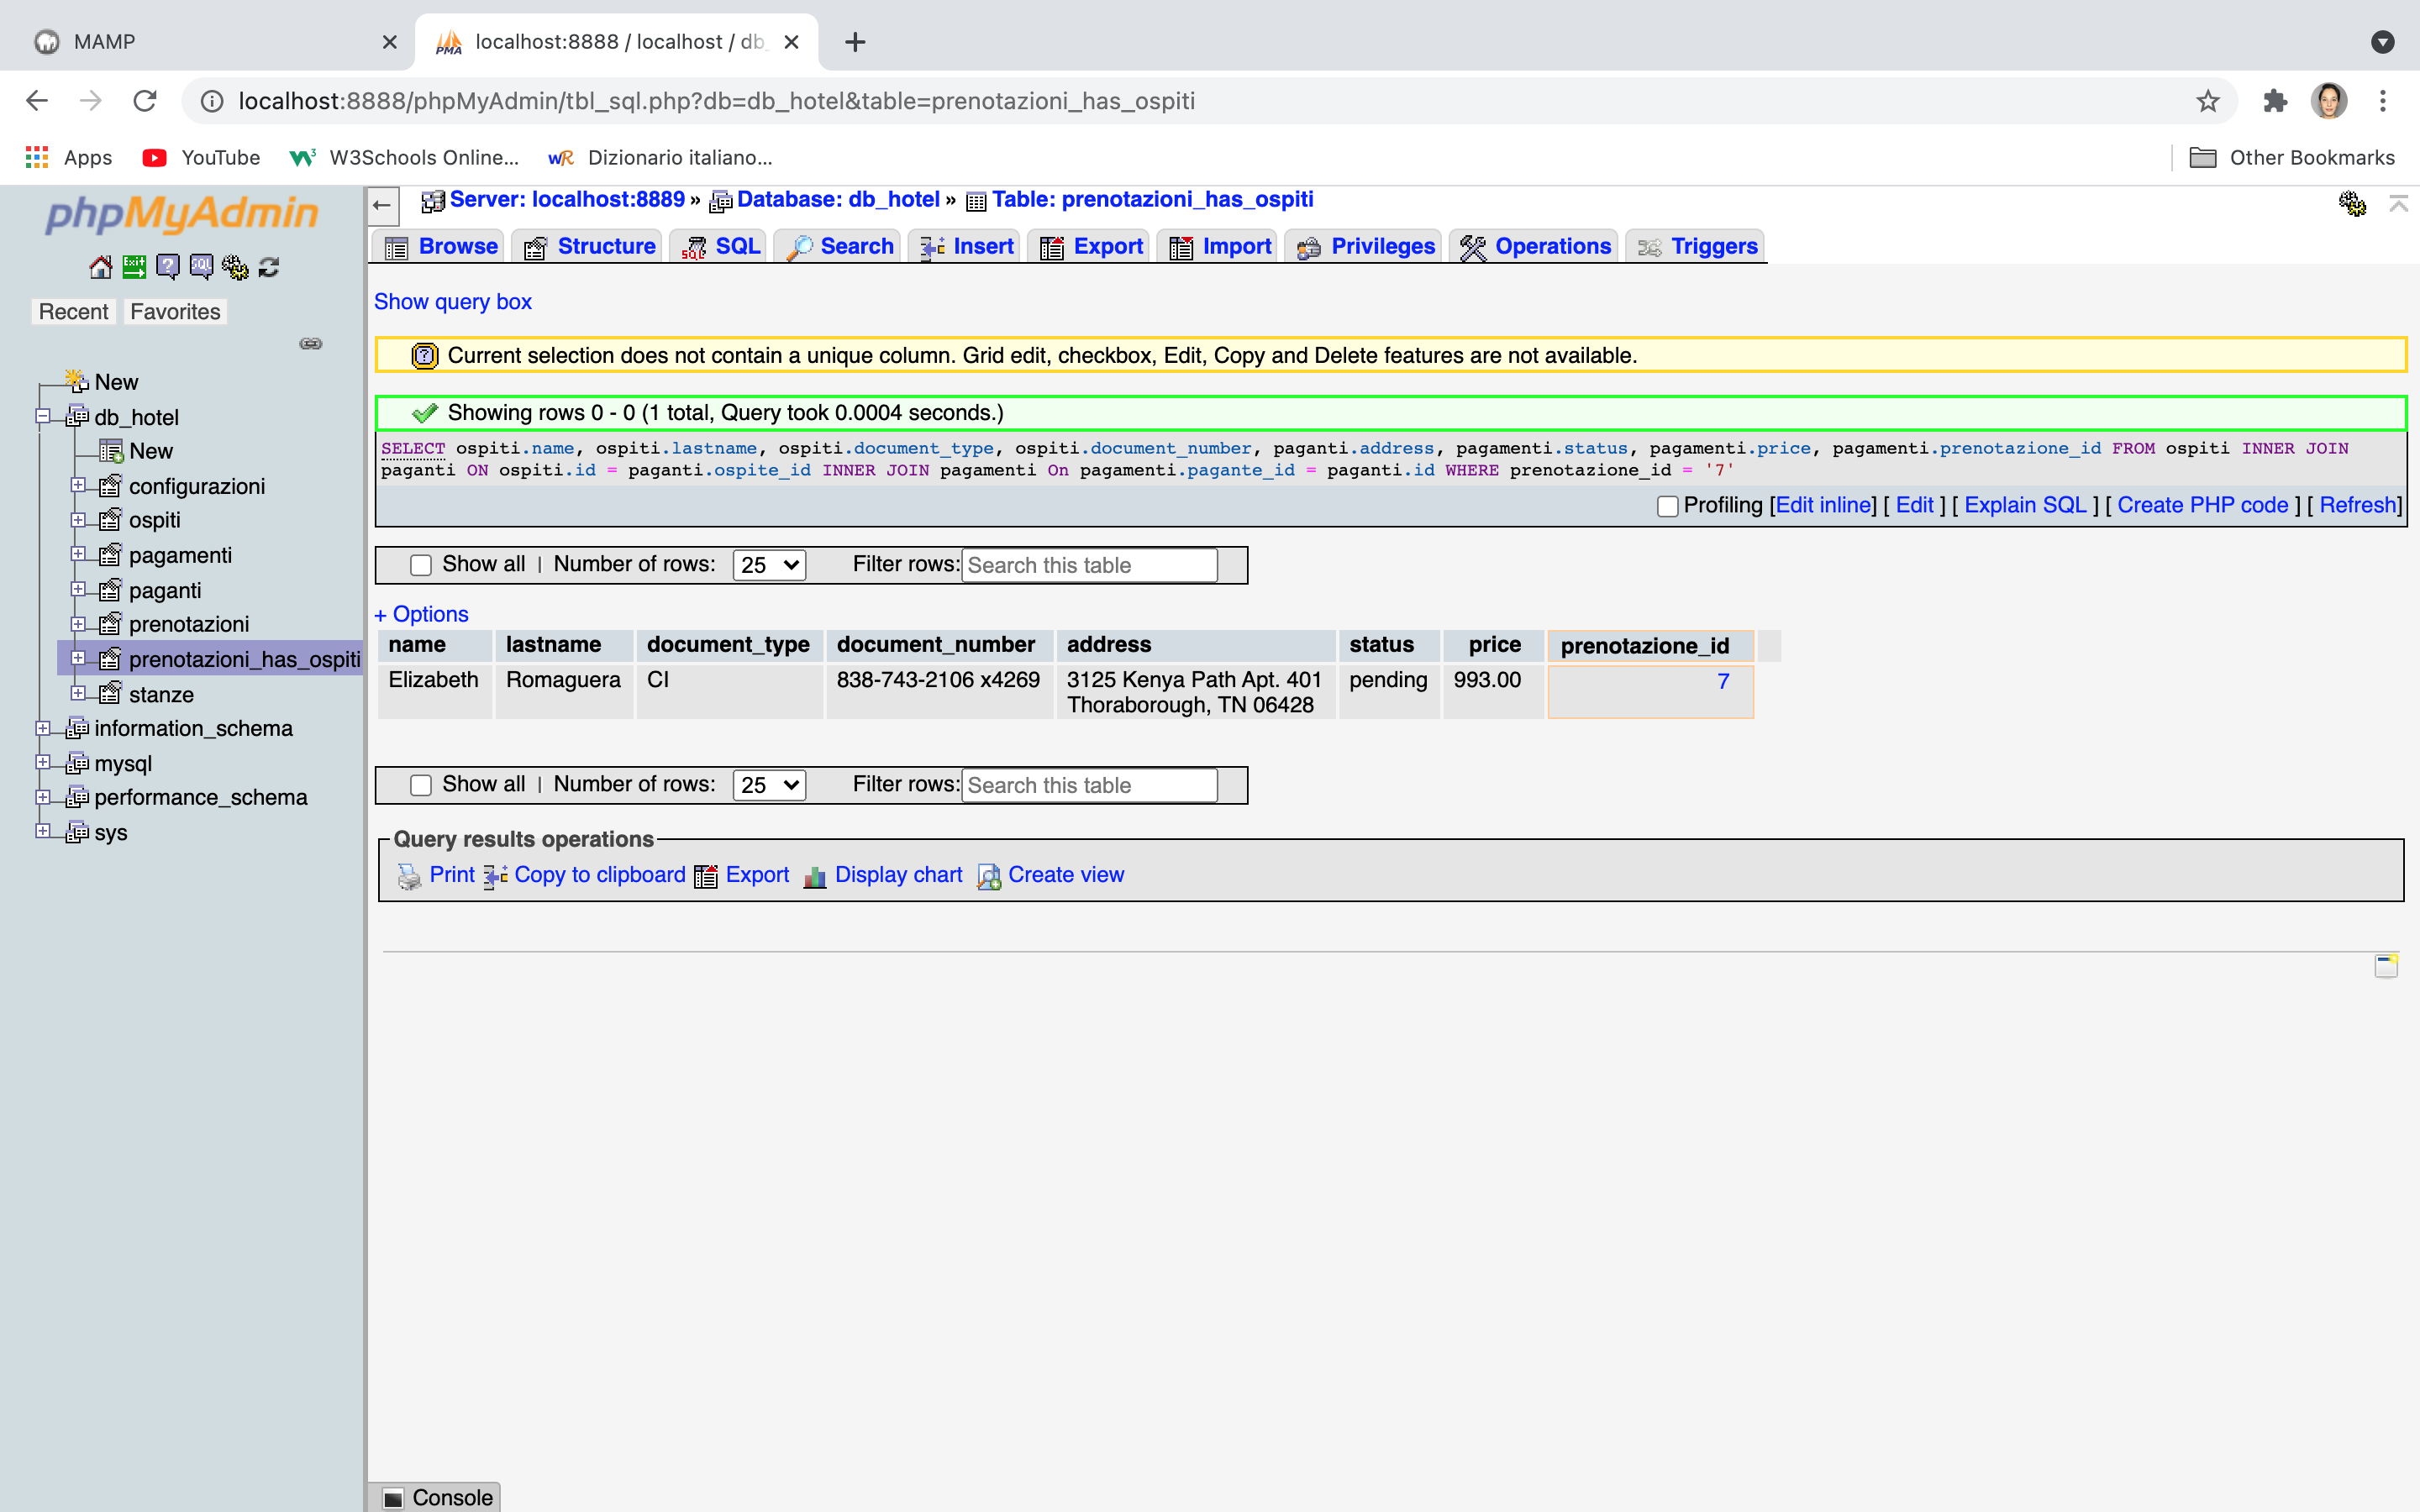 MAMP
localhost:8888 / localhost / db_
localhost:8888/phpMyAdmin/tbl_sql.php?db=db_hotel&table=prenotazioni_has_ospiti
Apps YouTube W3Schools Online... Dizionario italiano... Other Bookmarks
phpMyAdmin
Recent Favorites
New
db_hotel
New
configurazioni
ospiti
pagamenti
paganti
prenotazioni
prenotazioni_has_ospiti
stanze
information_schema
mysql
performance_schema
sys
Server: localhost:8889 » Database: db_hotel » Table: prenotazioni_has_ospiti
Browse Structure SQL Search Insert Export Import Privileges Operations Triggers
Show query box
Current selection does not contain a unique column. Grid edit, checkbox, Edit, Copy and Delete features are not available.
Showing rows 0 - 0 (1 total, Query took 0.0004 seconds.)
SELECT ospiti.name, ospiti.lastname, ospiti.document_type, ospiti.document_number, paganti.address, pagamenti.status, pagamenti.price, pagamenti.prenotazione_id FROM ospiti INNER JOIN
paganti ON ospiti.id = paganti.ospite_id INNER JOIN pagamenti On pagamenti.pagante_id = paganti.id WHERE prenotazione_id = '7'
Profiling [Edit inline] [ Edit ] [ Explain SQL ] [ Create PHP code ] [ Refresh]
Show all | Number of rows: 25 Filter rows: Search this table
+ Options
name lastname document_type document_number address status price prenotazione_id
Elizabeth Romaguera CI 838-743-2106 x4269 3125 Kenya Path Apt. 401 pending 993.00 7
Thoraborough, TN 06428
Show all | Number of rows: 25 Filter rows: Search this table
Query results operations
Print Copy to clipboard Export Display chart Create view
Console